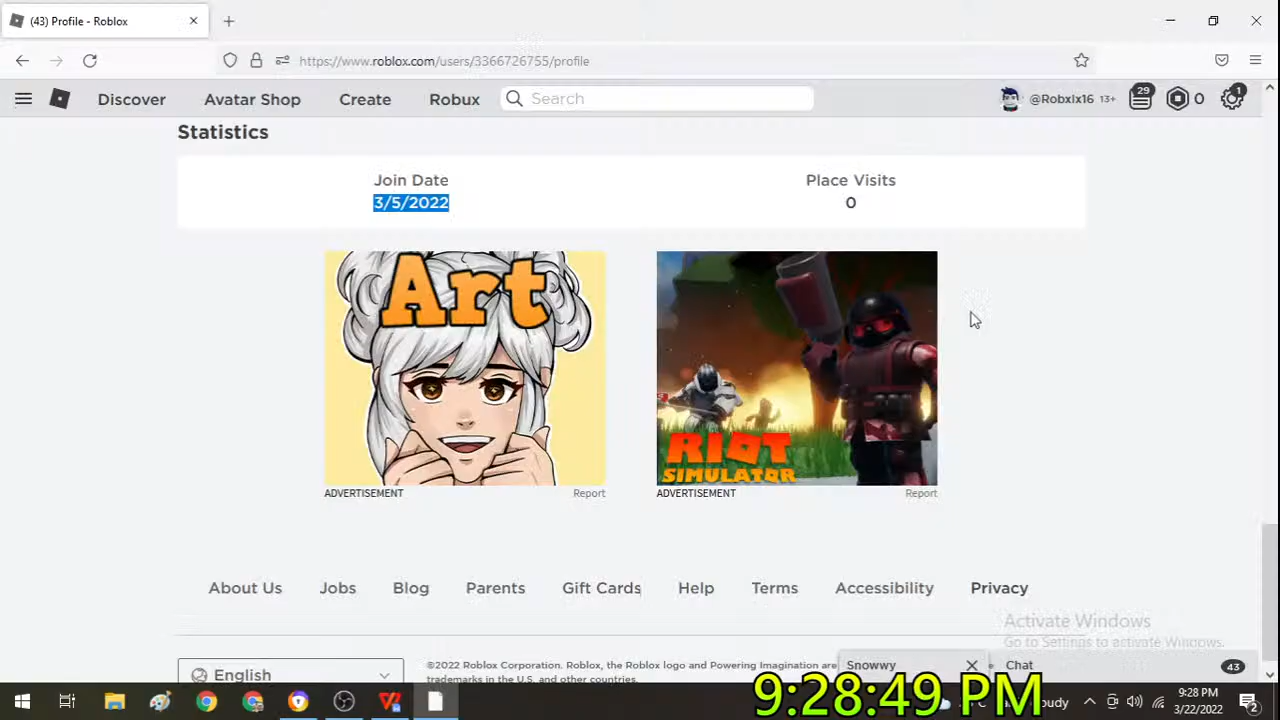 (43) Profile - Roblox
https://www.roblox.com/users/3366726755/profile
Discover Avatar Shop Create Robux Search @Robxix16 13+ 29 0 1
Statistics
Join Date Place Visits
3/5/2022 0
Art
RIOT
SIMULATOR
ADVERTISEMENT Report ADVERTISEMENT Report
About Us Jobs Blog Parents Gift Cards Help Terms Accessibility Privacy
Activate Windows
Go to Settings to activate Windows.
English
©2022 Roblox Corporation. Roblox, the Roblox logo and Powering Imagination are
trademarks in the U.S. and other countries.
Snowwy Chat 43
9:28:49 PM
9:28 PM
3/22/2022
2